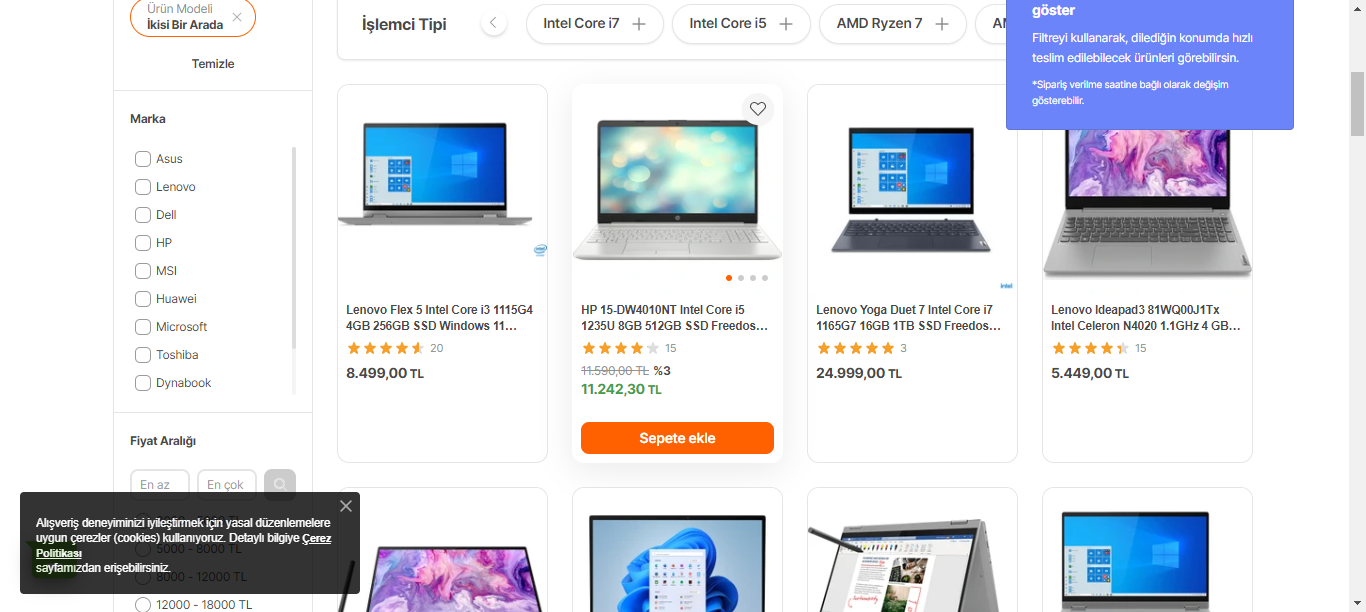 Ürün Modeli
İkisi Bir Arada
Temizle
Marka
Asus
Lenovo
Dell
HP
MSI
Huawei
Microsoft
Toshiba
Dynabook
Fiyat Aralığı
En az
En çok
5000 - 8000 TL
8000 - 12000 TL
12000 - 18000 TL
Alışveriş deneyiminizi iyileştirmek için yasal düzenlemelere
uygun çerezler (cookies) kullanıyoruz. Detaylı bilgiye Çerez
Politikası
sayfamızdan erişebilirsiniz.
İşlemci Tipi
Intel Core i7
Intel Core i5
AMD Ryzen 7
göster
Filtreyi kullanarak, dilediğin konumda hızlı
teslim edilebilecek ürünleri görebilirsin.
*Sipariş verilme saatine bağlı olarak değişim
gösterebilir.
Lenovo Flex 5 Intel Core i3 1115G4
4GB 256GB SSD Windows 11...
20
8.499,00 TL
HP 15-DW4010NT Intel Core i5
1235U 8GB 512GB SSD Freedos...
15
11.590,00 TL %3
11.242,30 TL
Sepete ekle
intel
Lenovo Yoga Duet 7 Intel Core i7
1165G7 16GB 1TB SSD Freedos...
3
24.999,00 TL
Lenovo Ideapad3 81WQ00J1Tx
Intel Celeron N4020 1.1GHz 4 GB...
15
5.449,00 TL